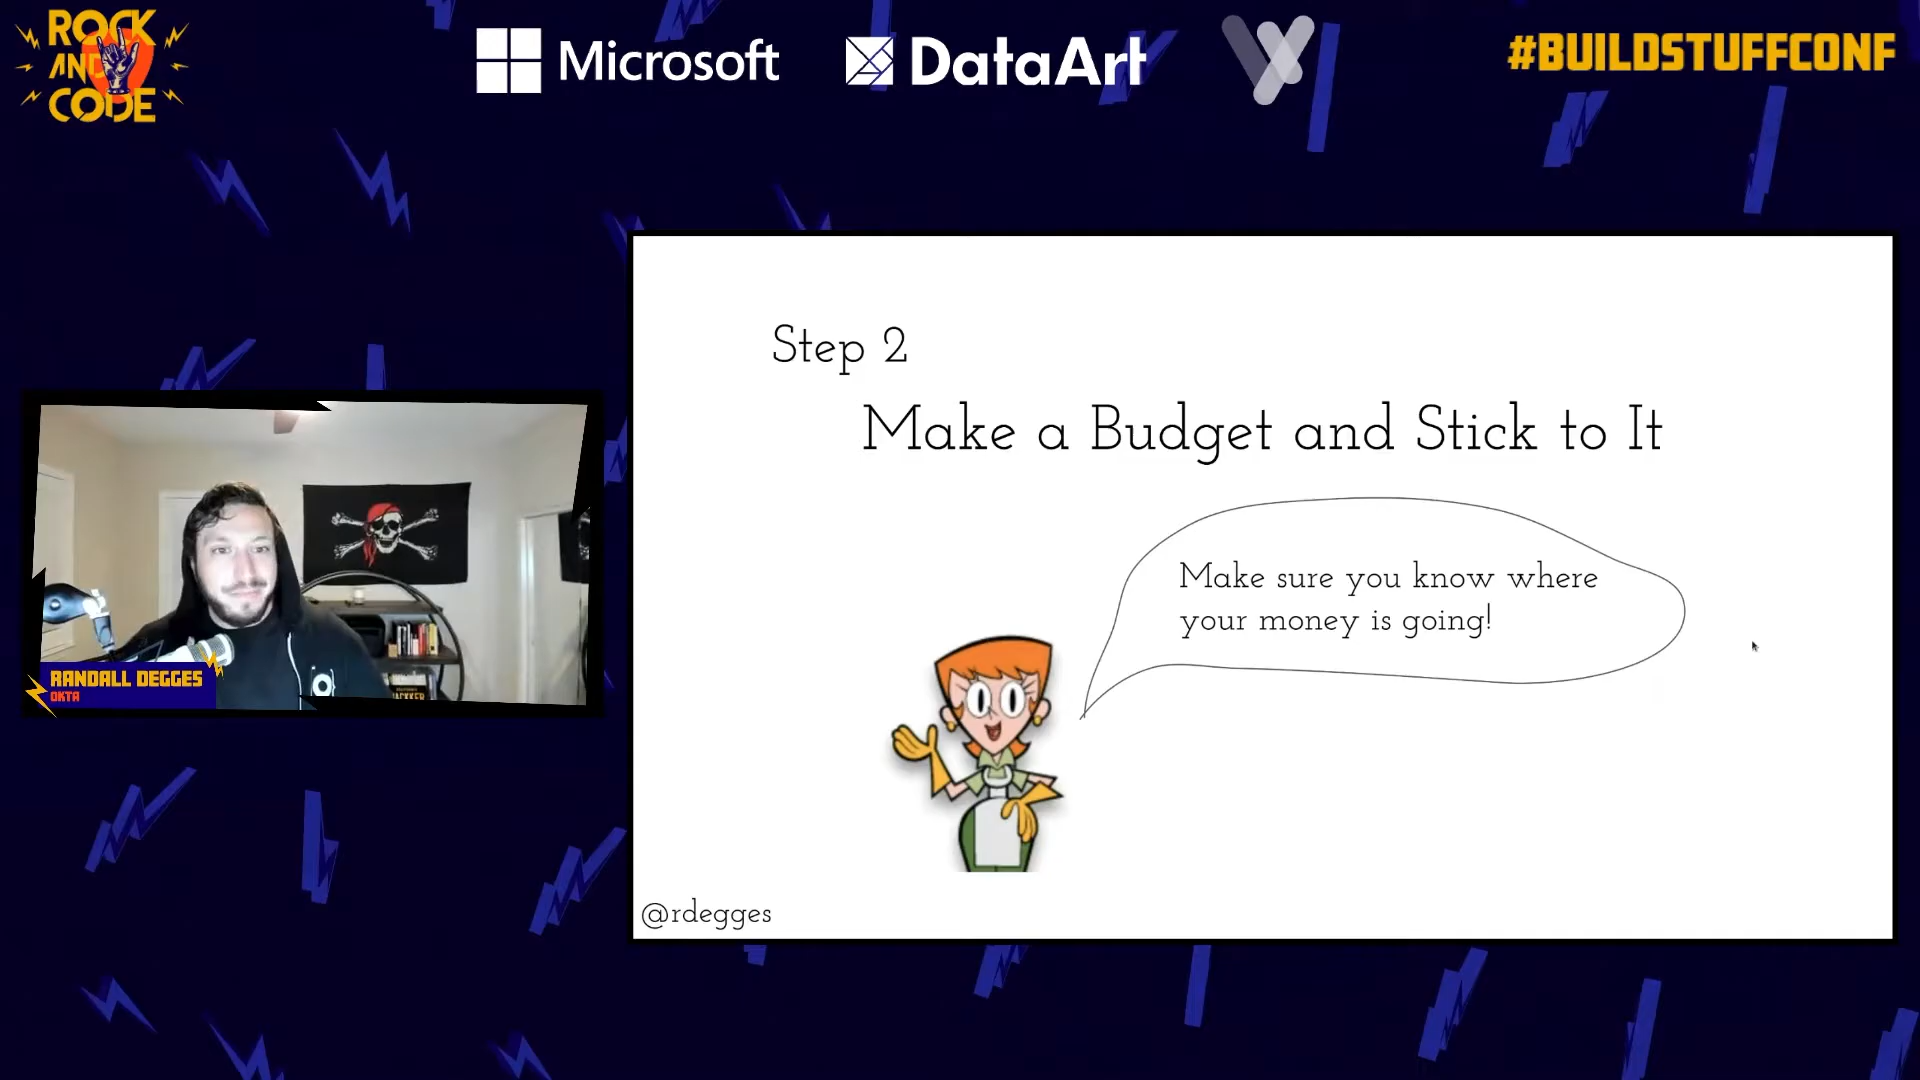 ROCK
AND
CODE
Microsoft
DataArt
#BUILDSTUFFCONF
Step 2
Make a Budget and Stick to It
Make sure you know where
your money is going!
RANDALL DEGGES
OKTA
@rdegges